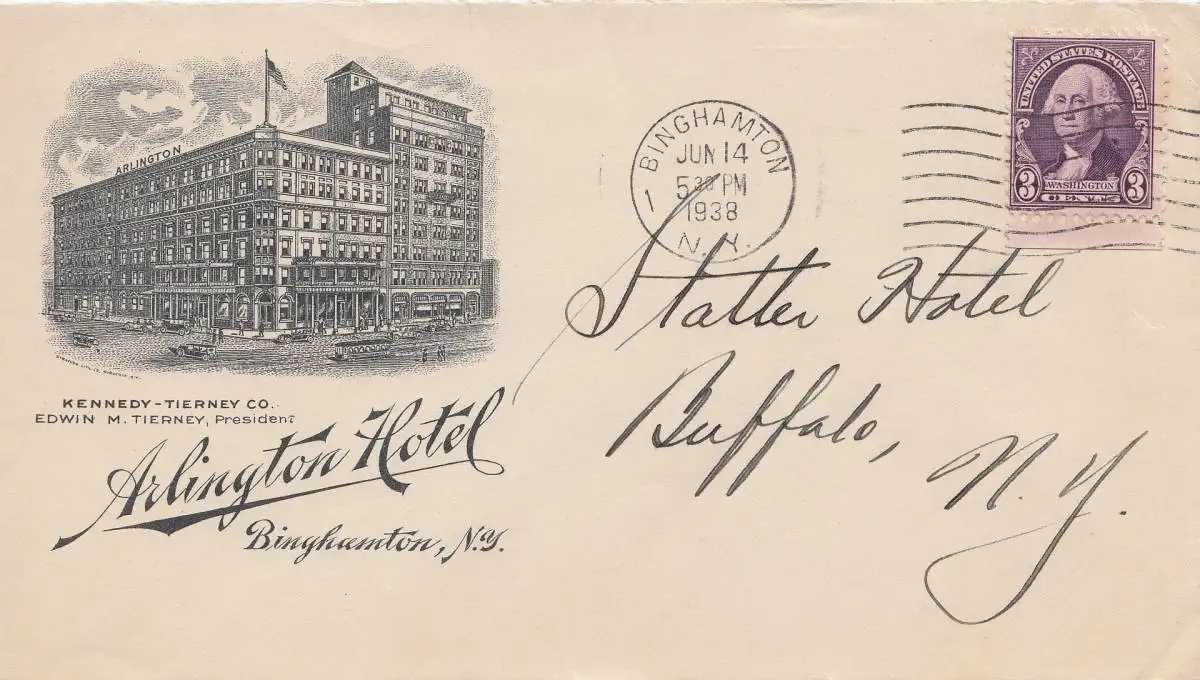 ARLINGTON
KENNEDY-TIERNEY CO.
EDWIN M. TIERNEY, President
Arlington Hotel
Binghamton, N.Y.
BINGHAMTON
JUN 14
5 30 PM
1938
N.Y.
UNITED STATES POSTAGE
3 WASHINGTON 3
CENTS
Statler Hotel
Buffalo, N.Y.